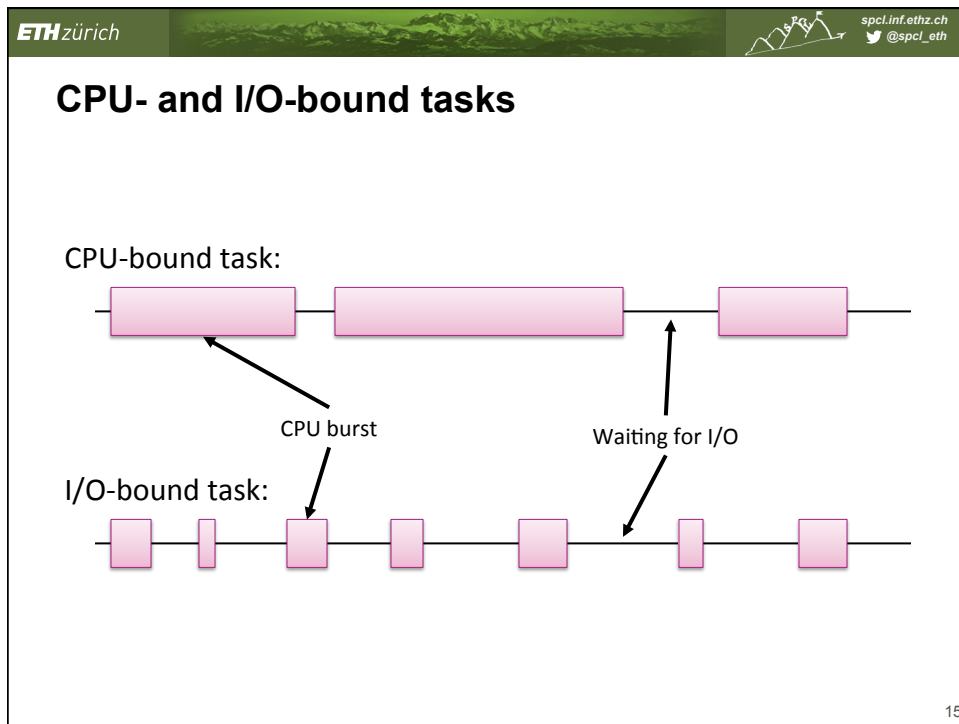 ETH zürich
spcl.inf.ethz.ch
@spcl_eth
CPU- and I/O-bound tasks
CPU-bound task:
CPU burst
Waiting for I/O
I/O-bound task:
15